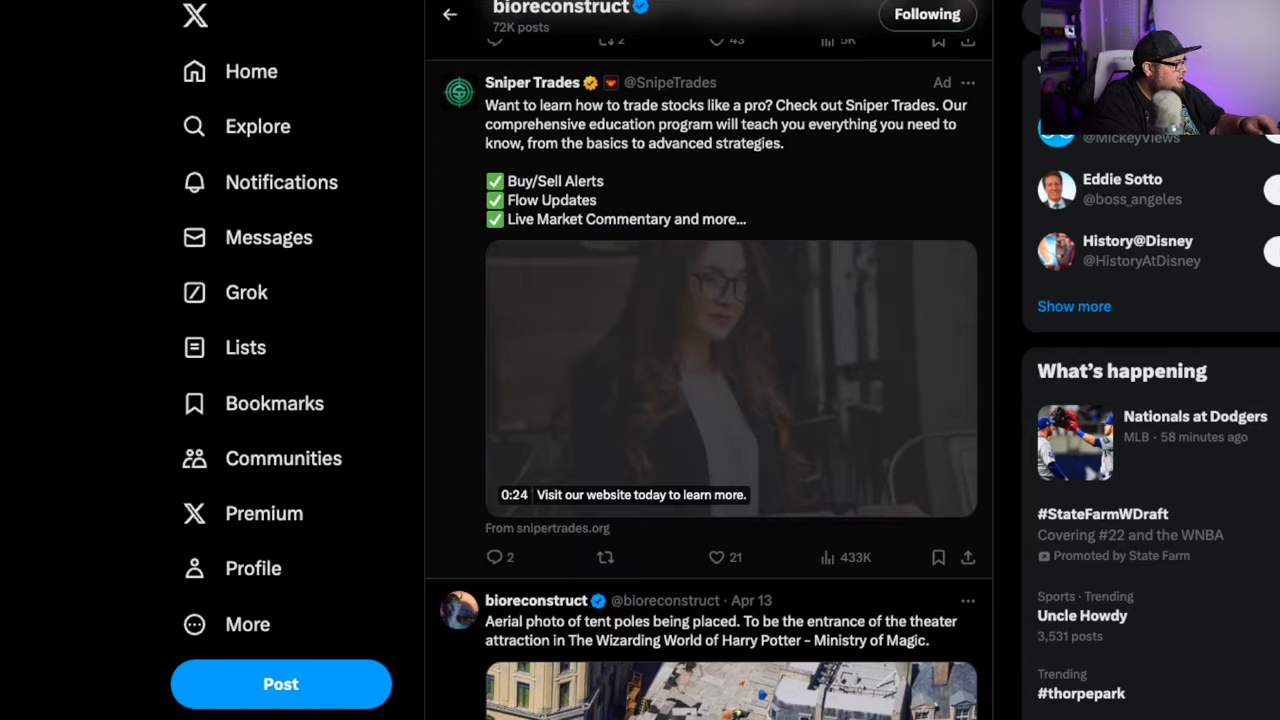 bioreconstruct
72K posts
Following
2
43
5K
Home
Explore
Notifications
Messages
Grok
Lists
Bookmarks
Communities
Premium
Profile
More
Post
Sniper Trades @SnipeTrades
Ad
Want to learn how to trade stocks like a pro? Check out Sniper Trades. Our
comprehensive education program will teach you everything you need to
know, from the basics to advanced strategies.
✅ Buy/Sell Alerts
✅ Flow Updates
✅ Live Market Commentary and more...
0:24 Visit our website today to learn more.
From snipertrades.org
2
21
433K
bioreconstruct @bioreconstruct · Apr 13
Aerial photo of tent poles being placed. To be the entrance of the theater
attraction in The Wizarding World of Harry Potter - Ministry of Magic.
@MickeyViews
Eddie Sotto
@boss_angeles
History@Disney
@HistoryAtDisney
Show more
What's happening
Nationals at Dodgers
MLB · 58 minutes ago
#StateFarmWDraft
Covering #22 and the WNBA
Promoted by State Farm
Sports · Trending
Uncle Howdy
3,531 posts
Trending
#thorpepark